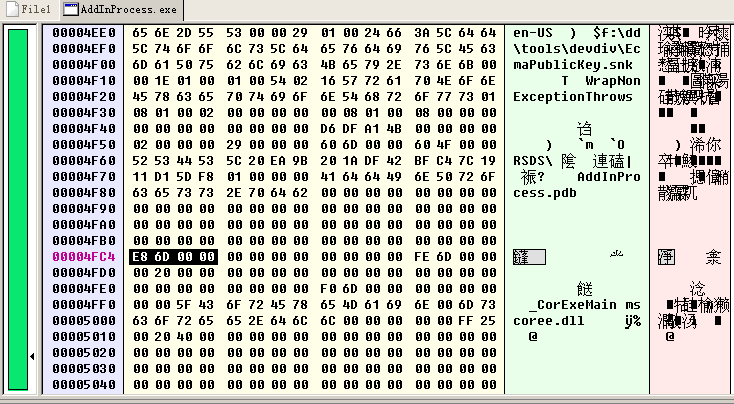 File1 AddInProcess.exe
00004EE0 65 6E 2D 55 53 00 00 29 01 00 24 66 3A 5C 64 64 en-US ) $f:\dd
00004EF0 5C 74 6F 6F 6C 73 5C 64 65 76 64 69 76 5C 45 63 \tools\devdiv\Ec
00004F00 6D 61 50 75 62 6C 69 63 4B 65 79 2E 73 6E 6B 00 maPublicKey.snk
00004F10 00 1E 01 00 01 00 54 02 16 57 72 61 70 4E 6F 6E T WrapNon
00004F20 45 78 63 65 70 74 69 6F 6E 54 68 72 6F 77 73 01 ExceptionThrows
00004F30 08 01 00 02 00 00 00 00 00 08 01 00 08 00 00 00
00004F40 00 00 00 00 00 00 00 00 D6 DF A1 4B 00 00 00 00
00004F50 02 00 00 00 29 00 00 00 60 6D 00 00 60 4F 00 00 ) `m `O ) 浠 你
00004F60 52 53 44 53 5C 20 EA 9B 20 1A DF 42 BF C4 7C 19 RSDS\
00004F70 11 D1 5D F8 01 00 00 00 41 64 64 49 6E 50 72 6F AddInPro
00004F80 63 65 73 73 2E 70 64 62 00 00 00 00 00 00 00 00 cess.pdb
00004F90 00 00 00 00 00 00 00 00 00 00 00 00 00 00 00 00
00004FA0 00 00 00 00 00 00 00 00 00 00 00 00 00 00 00 00
00004FB0 00 00 00 00 00 00 00 00 00 00 00 00 00 00 00 00
00004FC4 E8 6D 00 00 00 00 00 00 00 00 00 00 FE 6D 00 00
00004FD0 00 20 00 00 00 00 00 00 00 00 00 00 00 00 00 00
00004FE0 00 00 00 00 00 00 00 00 F0 6D 00 00 00 00 00 00
00004FF0 00 00 5F 43 6F 72 45 78 65 4D 61 69 6E 00 6D 73 _CorExeMain ms
00005000 63 6F 72 65 65 2E 64 6C 6C 00 00 00 00 00 FF 25 coree.dll ÿ%
00005010 00 20 40 00 00 00 00 00 00 00 00 00 00 00 00 00 @ @
00005020 00 00 00 00 00 00 00 00 00 00 00 00 00 00 00 00
00005030 00 00 00 00 00 00 00 00 00 00 00 00 00 00 00 00
00005040 00 00 00 00 00 00 00 00 00 00 00 00 00 00 00 00